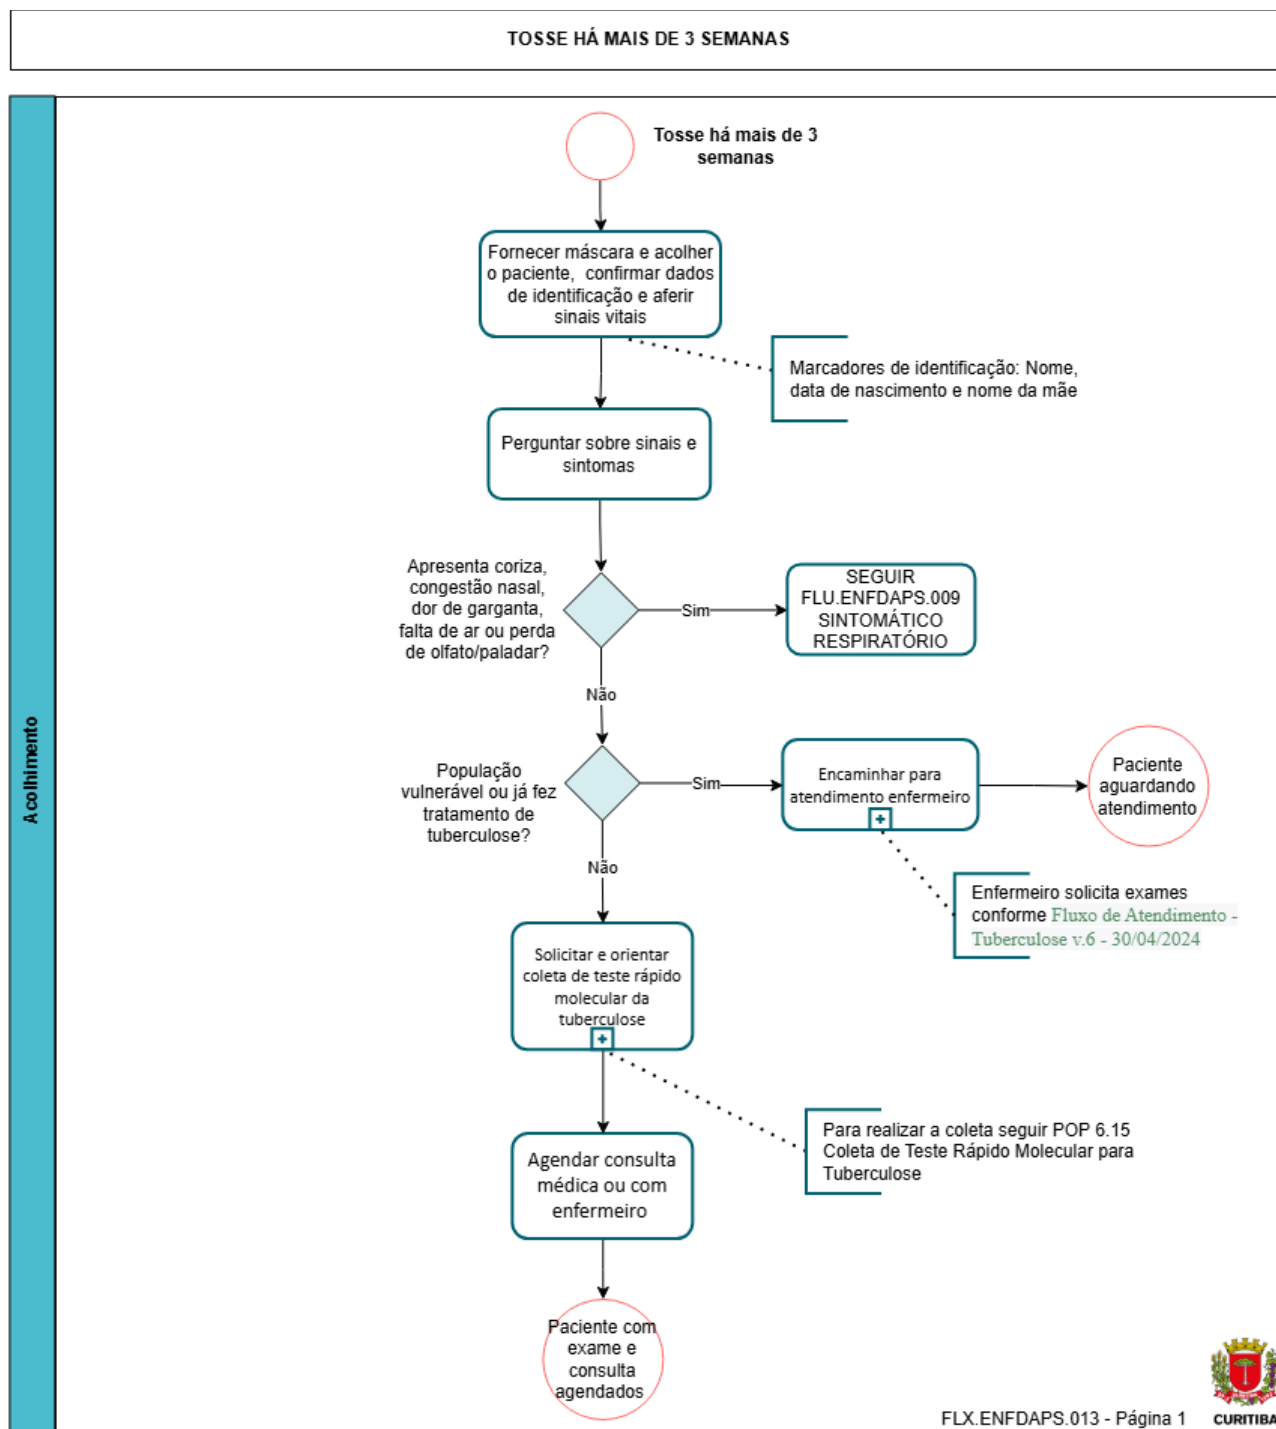 TOSSE HÁ MAIS DE 3 SEMANAS
Acolhimento
Tosse há mais de 3
semanas
Fornecer máscara e acolher
o paciente, confirmar dados
de identificação e aferir
sinais vitais
Marcadores de identificação: Nome,
data de nascimento e nome da mãe
Perguntar sobre sinais e
sintomas
Apresenta coriza,
congestão nasal,
dor de garganta,
falta de ar ou perda
de olfato/paladar?
Sim
SEGUIR
FLU.ENFDAPS.009
SINTOMÁTICO
RESPIRATÓRIO
Não
População
vulnerável ou já fez
tratamento de
tuberculose?
Sim
Encaminhar para
atendimento enfermeiro
Paciente
aguardando
atendimento
Enfermeiro solicita exames
conforme Fluxo de Atendimento -
Tuberculose v.6 - 30/04/2024
Não
Solicitar e orientar
coleta de teste rápido
molecular da
tuberculose
Para realizar a coleta seguir POP 6.15
Coleta de Teste Rápido Molecular para
Tuberculose
Agendar consulta
médica ou com
enfermeiro
Paciente com
exame e
consulta
agendados
FLX.ENFDAPS.013 - Página 1
CURITIBA